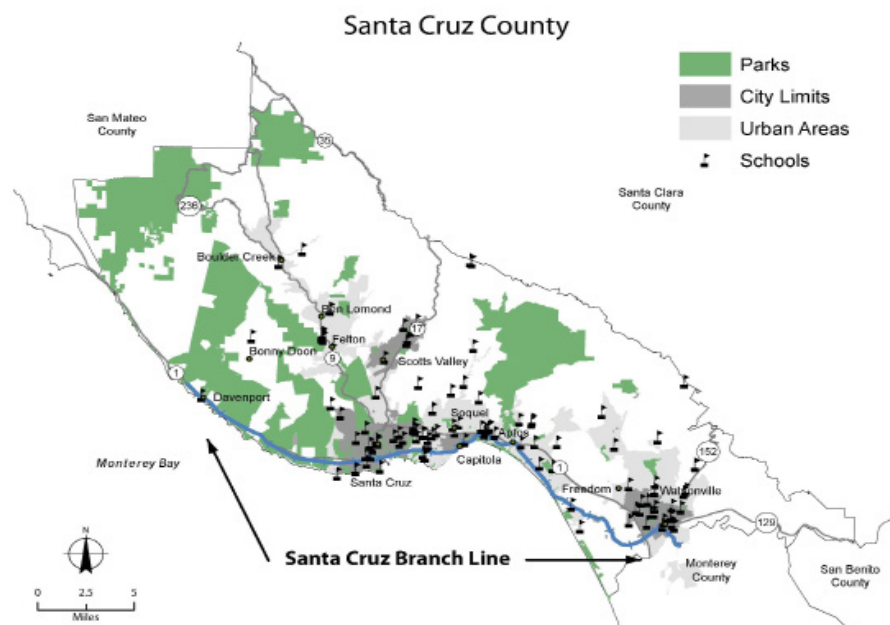 Santa Cruz County
Parks
City Limits
Urban Areas
Schools
San Mateo
County
35
236
Santa Clara
County
Boulder Creek
Ben Lomond
17
Felton
Bonny Doon
9
Scotts Valley
1
Davenport
Soquel
Aptos
Monterey Bay
Capitola
1
152
Santa Cruz
Freedom
Watsonville
129
N
Santa Cruz Branch Line
Monterey
County
San Benito
County
0 2.5 5
Miles